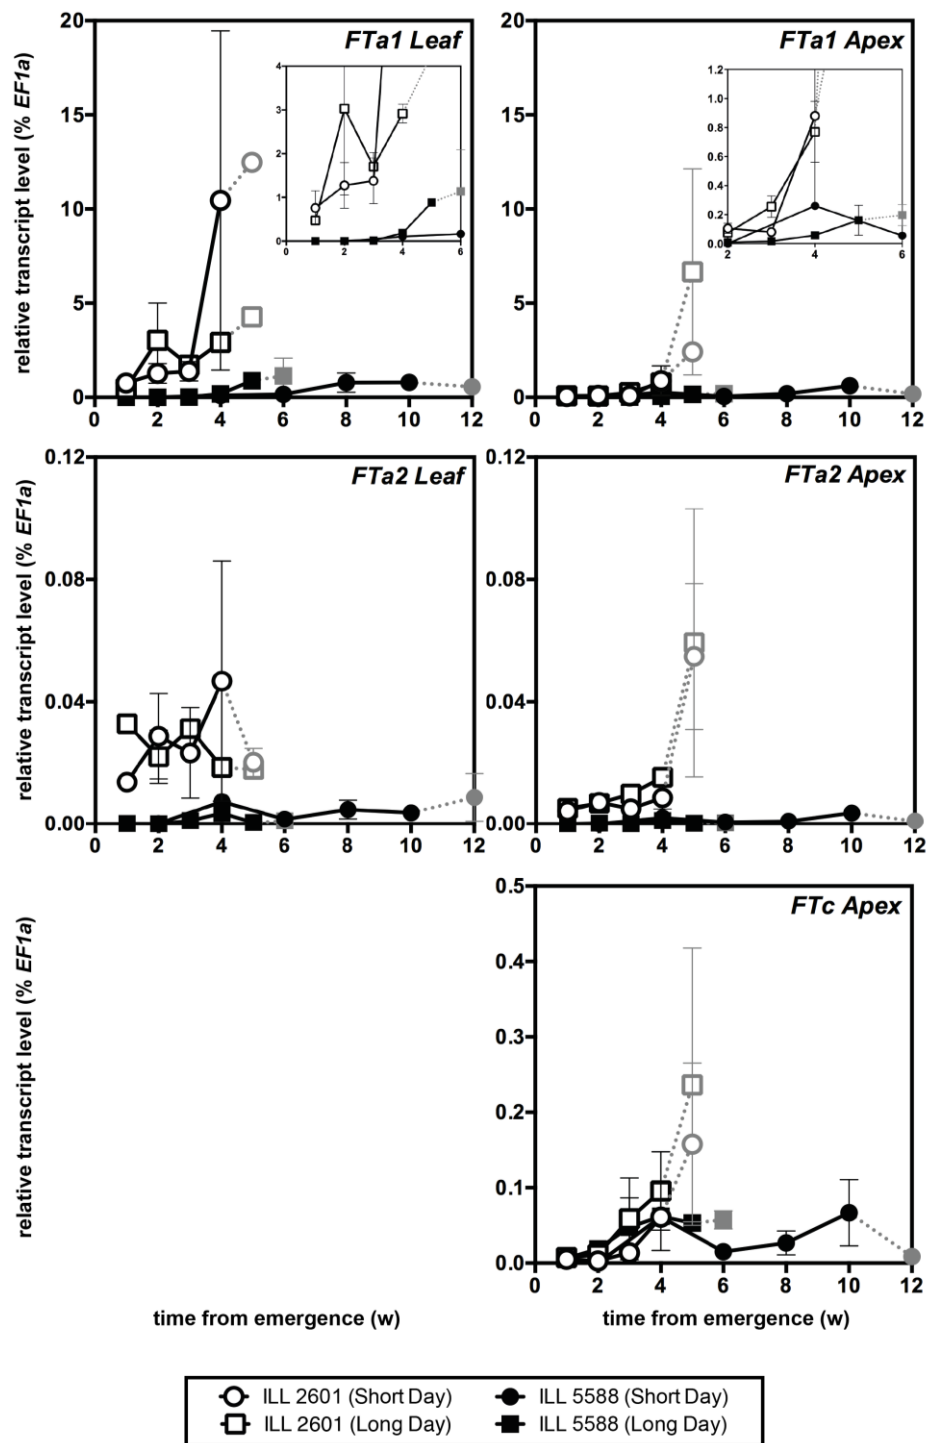 FTa1 Leaf
relative transcript level (% EF1a)
20
15
10
5
0
0 2 4 6 8 10 12
4
3
2
1
0
0 2 4 6
FTa1 Apex
20
15
10
5
0
0 2 4 6 8 10 12
1.2
1.0
0.8
0.6
0.4
0.2
0.0
2 4 6
FTa2 Leaf
relative transcript level (% EF1a)
0.12
0.08
0.04
0.00
0 2 4 6 8 10 12
FTa2 Apex
0.12
0.08
0.04
0.00
0 2 4 6 8 10 12
FTc Apex
relative transcript level (% EF1a)
0.5
0.4
0.3
0.2
0.1
0.0
0 2 4 6 8 10 12
time from emergence (w)
time from emergence (w)
ILL 2601 (Short Day)
ILL 5588 (Short Day)
ILL 2601 (Long Day)
ILL 5588 (Long Day)